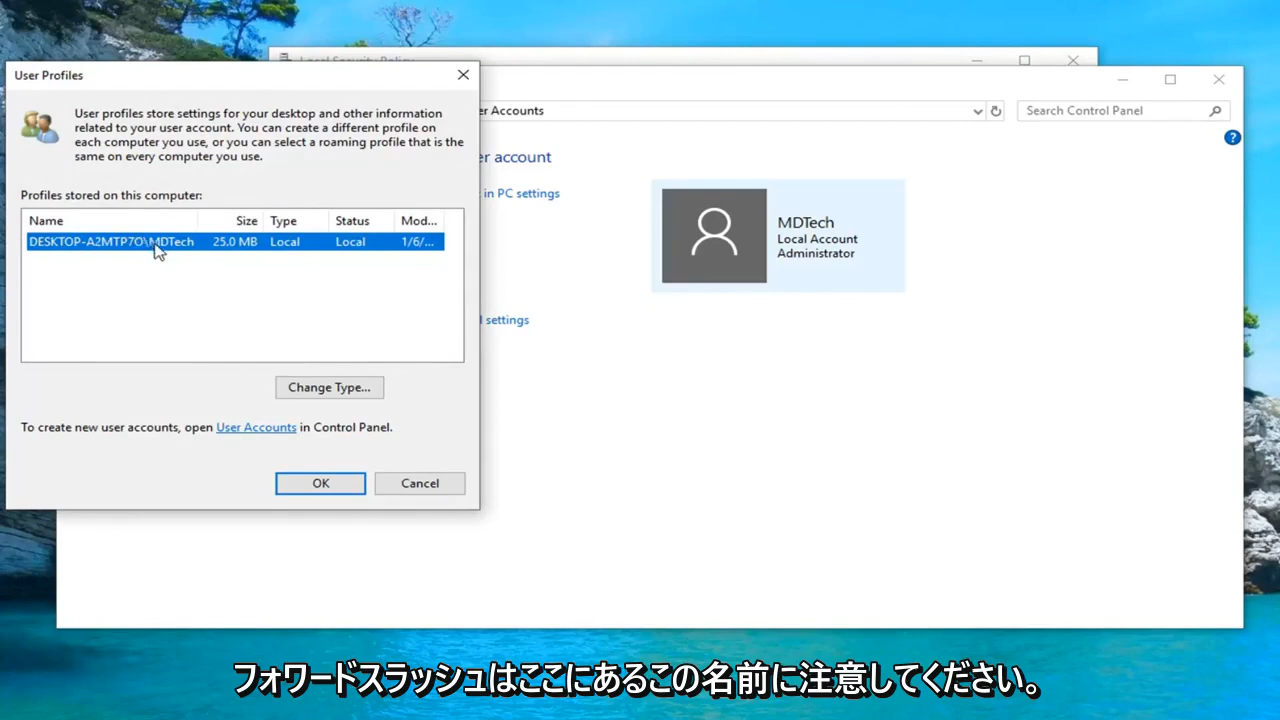 Local Security Policy
User Profiles
User profiles store settings for your desktop and other information
related to your user account. You can create a different profile on
each computer you use, or you can select a roaming profile that is the
same on every computer you use.
Profiles stored on this computer:
Name Size Type Status Mod...
DESKTOP-A2MTP7O\MDTech 25.0 MB Local Local 1/6/...
Change Type...
To create new user accounts, open User Accounts in Control Panel.
OK Cancel
er Accounts
Search Control Panel
?
er account
in PC settings
MDTech
Local Account
Administrator
l settings
フォワードスラッシュはここにあるこの名前に注意してください。